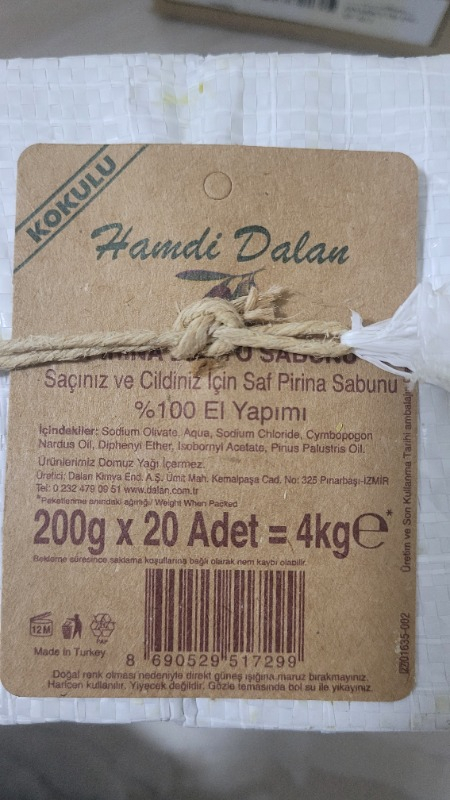 KOKULU
Hamdi Dalan
Saçınız ve Cildiniz İçin Saf Pirina Sabunu
%100 El Yapımı
İçindekiler: Sodium Olivate, Aqua, Sodium Chloride, Cymbopogon
Nardus Oil, Diphenyl Ether, Isobornyl Acetate, Pinus Palustris Oil.
Ürünlerimiz Domuz Yağı İçermez.
Üretici: Dalan Kimya End. A.Ş. Ümit Mah. Kemalpaşa Cad. No: 325 Pınarbaşı-İZMİR
Tel: 0 232 479 09 51 www.dalan.com.tr
*Paketleme anındaki ağırlığı/ Weight When Packed
200g x 20 Adet = 4kg℮*
Bekleme süresince saklama koşullarına bağlı olarak nem kaybı olabilir.
12M
PAP
Made in Turkey
8 690529 517299
Doğal renk olması nedeniyle direkt güneş ışığına maruz bırakmayınız.
Haricen kullanılır. Yiyecek değildir. Gözle temasında bol su ile yıkayınız.
Üretim ve Son Kullanma Tarihi ambalaj
2201635-002